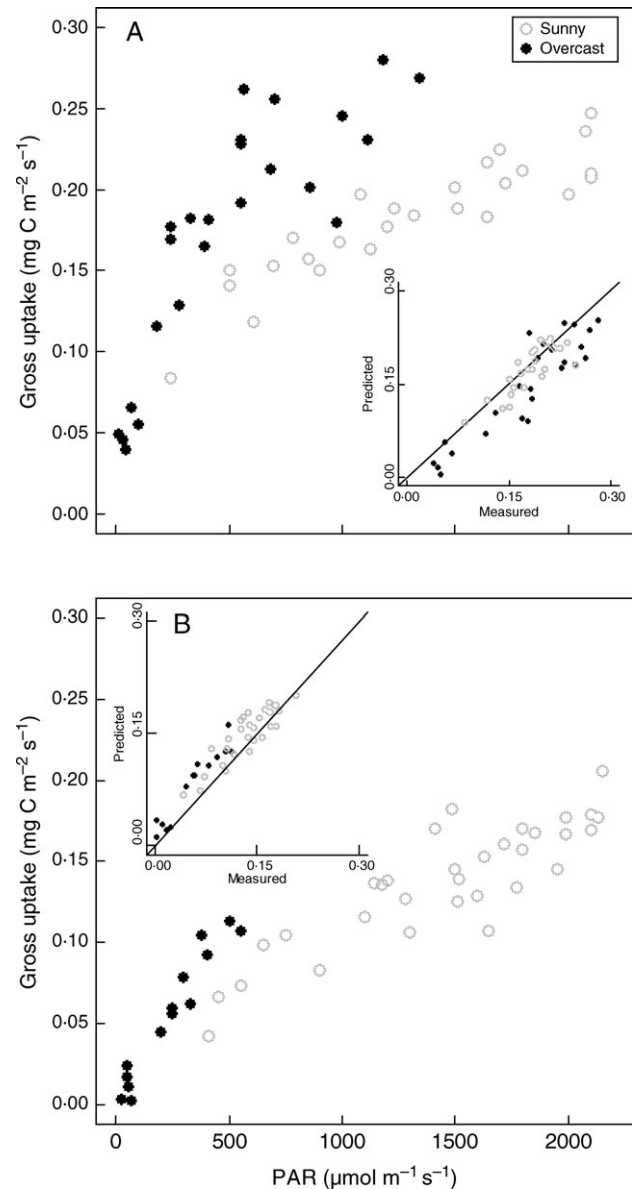 A
Sunny
Overcast
0·30
0·25
0·20
0·15
0·10
0·05
0·00
Gross uptake (mg C m⁻² s⁻¹)
0·30
0·15
0·00
Predicted
0·00 0·15 0·30
Measured
B
0·30
0·25
0·20
0·15
0·10
0·05
0·00
Gross uptake (mg C m⁻² s⁻¹)
0·30
0·15
0·00
Predicted
0·00 0·15 0·30
Measured
0 500 1000 1500 2000
PAR (µmol m⁻¹ s⁻¹)